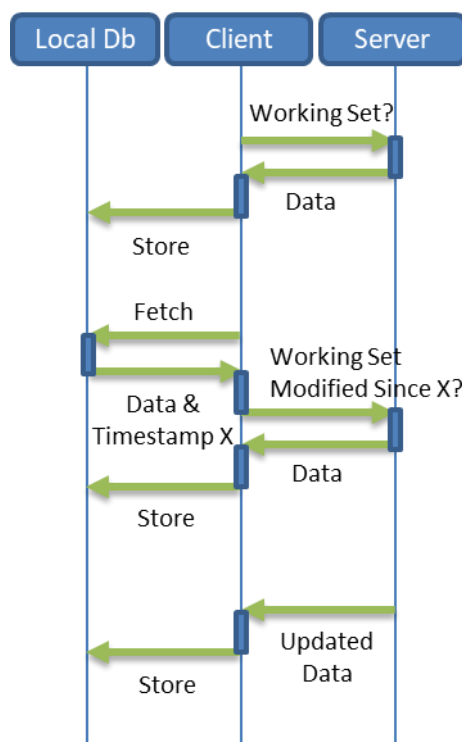 Local Db
Client
Server
Working Set?
Data
Store
Fetch
Working Set
Modified Since X?
Data &
Timestamp X
Data
Store
Updated
Data
Store